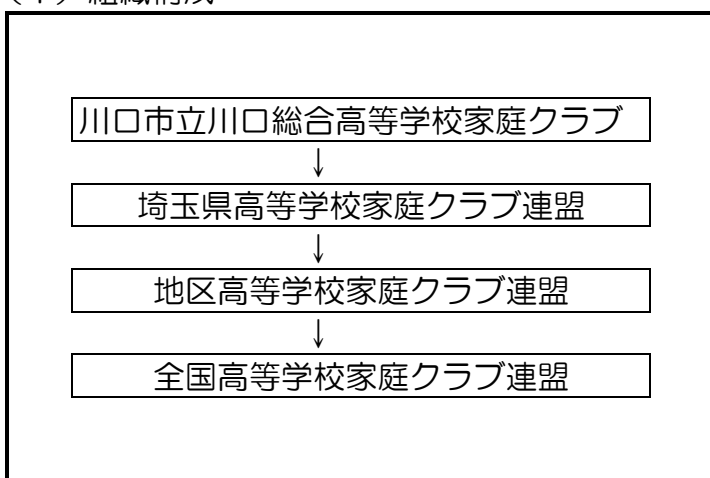 川口市立川口総合高等学校家庭クラブ
↓
埼玉県高等学校家庭クラブ連盟
↓
地区高等学校家庭クラブ連盟
↓
全国高等学校家庭クラブ連盟